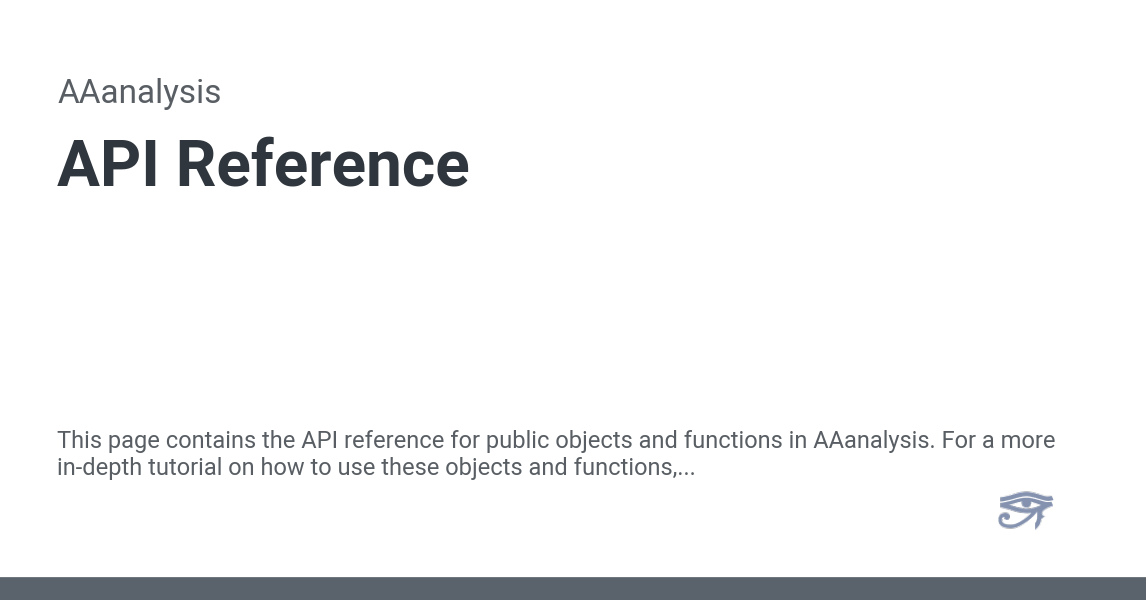 AAanalysis
API Reference
This page contains the API reference for public objects and functions in AAanalysis. For a more
in-depth tutorial on how to use these objects and functions,...